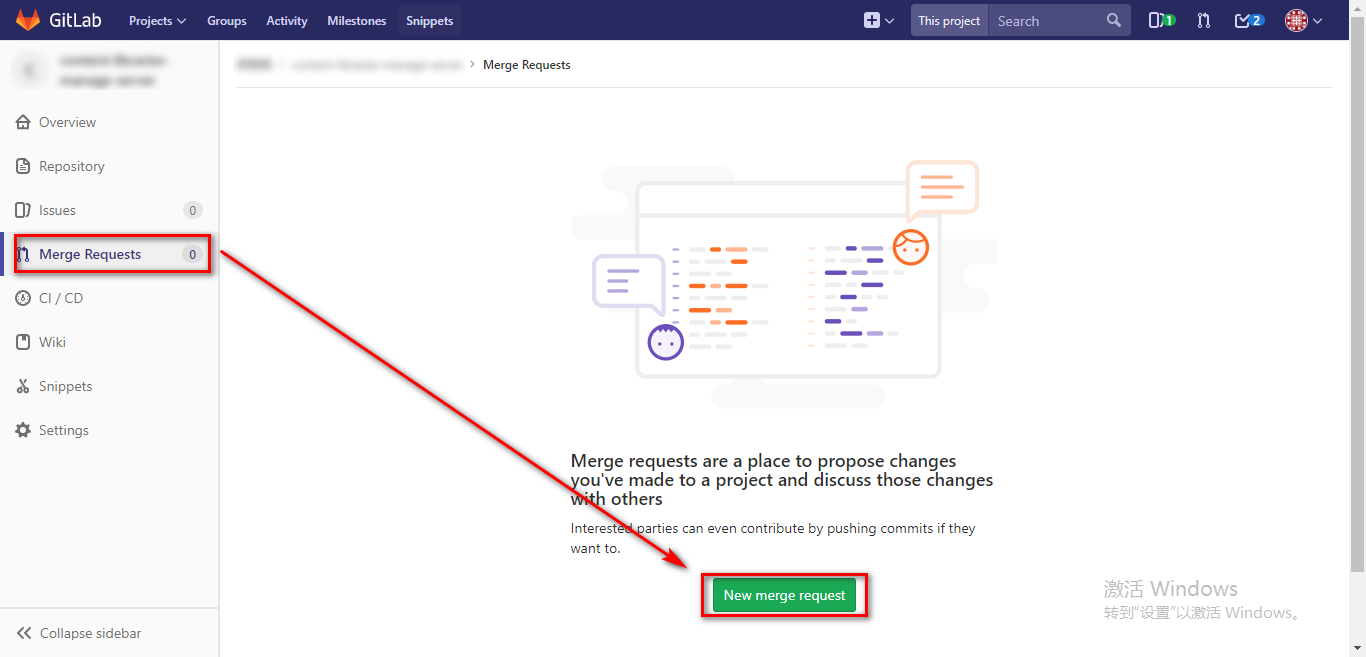 GitLab Projects Groups Activity Milestones Snippets This project Search 1 2
Merge Requests
Overview
Repository
Issues 0
Merge Requests 0
CI / CD
Wiki
Snippets
Settings
Collapse sidebar
Merge requests are a place to propose changes
you've made to a project and discuss those changes
with others
Interested parties can even contribute by pushing commits if they
want to.
New merge request
激活 Windows
转到"设置"以激活 Windows。